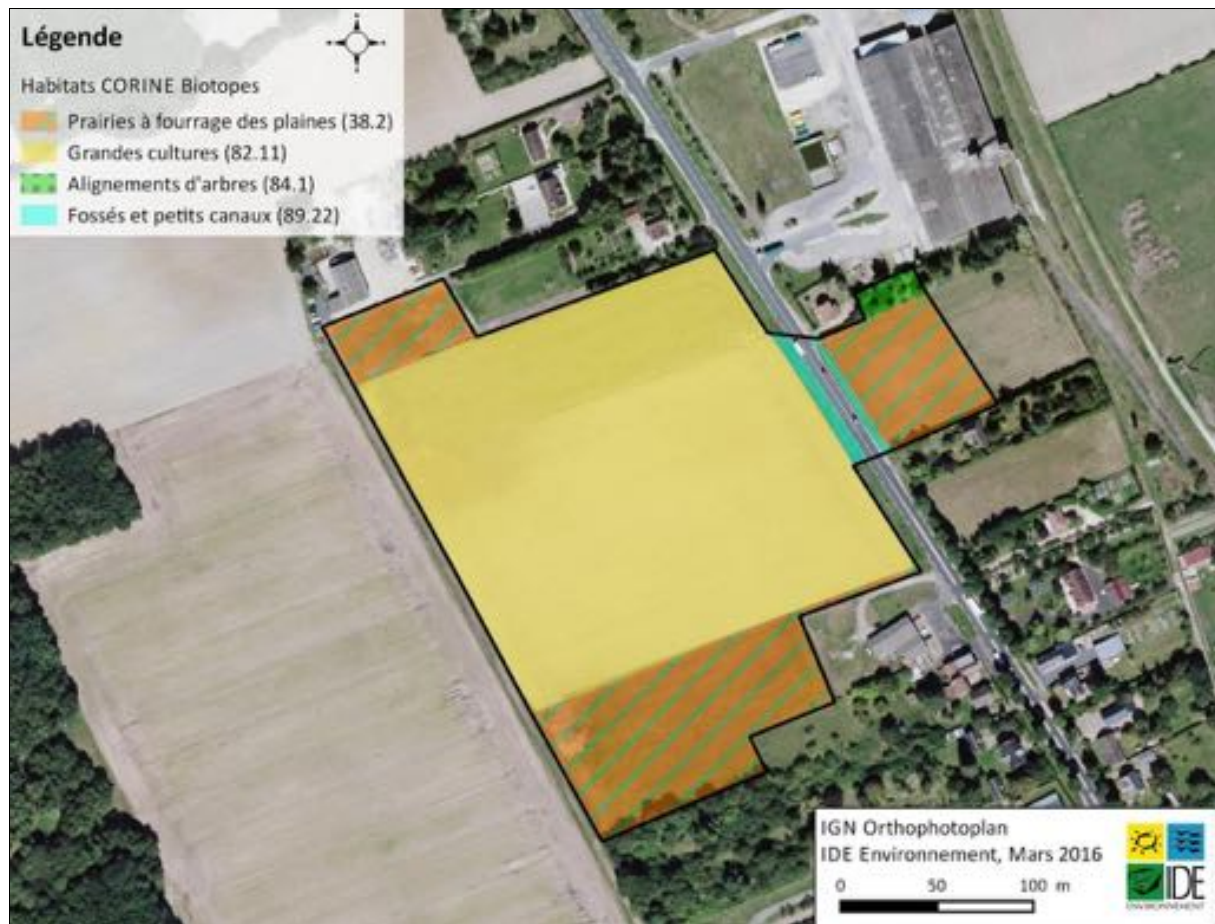 Légende
Habitats CORINE Biotopes
Prairies à fourrage des plaines (38.2)
Grandes cultures (82.11)
Alignements d'arbres (84.1)
Fossés et petits canaux (89.22)
IGN Orthophotoplan
IDE Environnement, Mars 2016
0 50 100 m
IDE
ENVIRONNEMENT